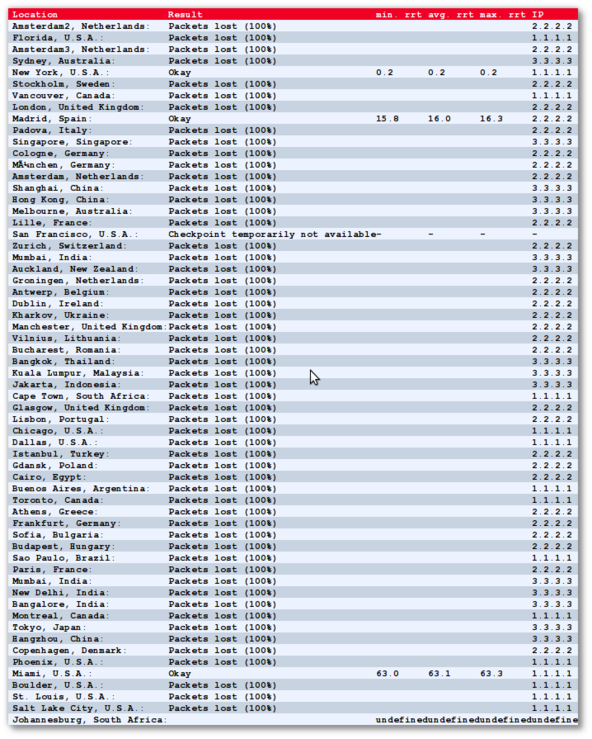 Location Result min. rrt avg. rrt max. rrt IP
Amsterdam2, Netherlands: Packets lost (100%) 2.2.2.2
Florida, U.S.A.: Packets lost (100%) 1.1.1.1
Amsterdam3, Netherlands: Packets lost (100%) 2.2.2.2
Sydney, Australia: Packets lost (100%) 3.3.3.3
New York, U.S.A.: Okay 0.2 0.2 0.2 1.1.1.1
Stockholm, Sweden: Packets lost (100%) 2.2.2.2
Vancouver, Canada: Packets lost (100%) 1.1.1.1
London, United Kingdom: Packets lost (100%) 2.2.2.2
Madrid, Spain: Okay 15.8 16.0 16.3 2.2.2.2
Padova, Italy: Packets lost (100%) 2.2.2.2
Singapore, Singapore: Packets lost (100%) 3.3.3.3
Cologne, Germany: Packets lost (100%) 2.2.2.2
München, Germany: Packets lost (100%) 2.2.2.2
Amsterdam, Netherlands: Packets lost (100%) 2.2.2.2
Shanghai, China: Packets lost (100%) 3.3.3.3
Hong Kong, China: Packets lost (100%) 3.3.3.3
Melbourne, Australia: Packets lost (100%) 3.3.3.3
Lille, France: Packets lost (100%) 2.2.2.2
San Francisco, U.S.A.: Checkpoint temporarily not available- - - -
Zurich, Switzerland: Packets lost (100%) 2.2.2.2
Mumbai, India: Packets lost (100%) 3.3.3.3
Auckland, New Zealand: Packets lost (100%) 3.3.3.3
Groningen, Netherlands: Packets lost (100%) 2.2.2.2
Antwerp, Belgium: Packets lost (100%) 2.2.2.2
Dublin, Ireland: Packets lost (100%) 2.2.2.2
Kharkov, Ukraine: Packets lost (100%) 2.2.2.2
Manchester, United Kingdom: Packets lost (100%) 2.2.2.2
Vilnius, Lithuania: Packets lost (100%) 2.2.2.2
Bucharest, Romania: Packets lost (100%) 2.2.2.2
Bangkok, Thailand: Packets lost (100%) 3.3.3.3
Kuala Lumpur, Malaysia: Packets lost (100%) 3.3.3.3
Jakarta, Indonesia: Packets lost (100%) 3.3.3.3
Cape Town, South Africa: Packets lost (100%) 1.1.1.1
Glasgow, United Kingdom: Packets lost (100%) 2.2.2.2
Lisbon, Portugal: Packets lost (100%) 2.2.2.2
Chicago, U.S.A.: Packets lost (100%) 1.1.1.1
Dallas, U.S.A.: Packets lost (100%) 1.1.1.1
Istanbul, Turkey: Packets lost (100%) 2.2.2.2
Gdansk, Poland: Packets lost (100%) 2.2.2.2
Cairo, Egypt: Packets lost (100%) 2.2.2.2
Buenos Aires, Argentina: Packets lost (100%) 1.1.1.1
Toronto, Canada: Packets lost (100%) 1.1.1.1
Athens, Greece: Packets lost (100%) 2.2.2.2
Frankfurt, Germany: Packets lost (100%) 2.2.2.2
Sofia, Bulgaria: Packets lost (100%) 2.2.2.2
Budapest, Hungary: Packets lost (100%) 2.2.2.2
Sao Paulo, Brazil: Packets lost (100%) 1.1.1.1
Paris, France: Packets lost (100%) 2.2.2.2
Mumbai, India: Packets lost (100%) 3.3.3.3
New Delhi, India: Packets lost (100%) 3.3.3.3
Bangalore, India: Packets lost (100%) 3.3.3.3
Montreal, Canada: Packets lost (100%) 1.1.1.1
Tokyo, Japan: Packets lost (100%) 3.3.3.3
Hangzhou, China: Packets lost (100%) 3.3.3.3
Copenhagen, Denmark: Packets lost (100%) 2.2.2.2
Phoenix, U.S.A.: Packets lost (100%) 1.1.1.1
Miami, U.S.A.: Okay 63.0 63.1 63.3 1.1.1.1
Boulder, U.S.A.: Packets lost (100%) 1.1.1.1
St. Louis, U.S.A.: Packets lost (100%) 1.1.1.1
Salt Lake City, U.S.A.: Packets lost (100%) 1.1.1.1
Johannesburg, South Africa: undefinedundefinedundefinedundefine